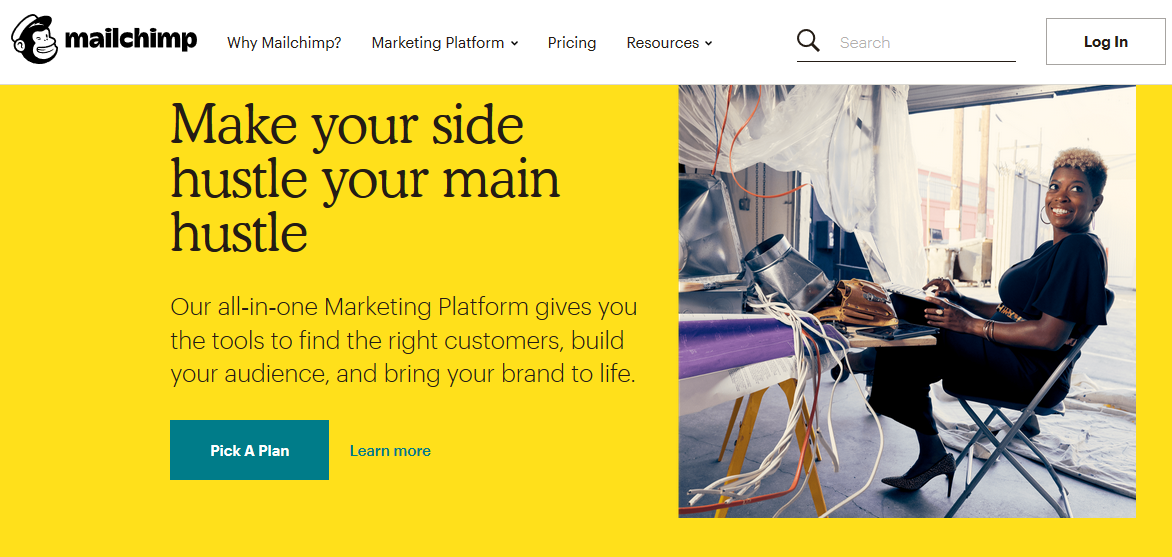 mailchimp
Why Mailchimp?
Marketing Platform
Pricing
Resources
Search
Log In
Make your side
hustle your main
hustle
Our all-in-one Marketing Platform gives you
the tools to find the right customers, build
your audience, and bring your brand to life.
Pick A Plan
Learn more